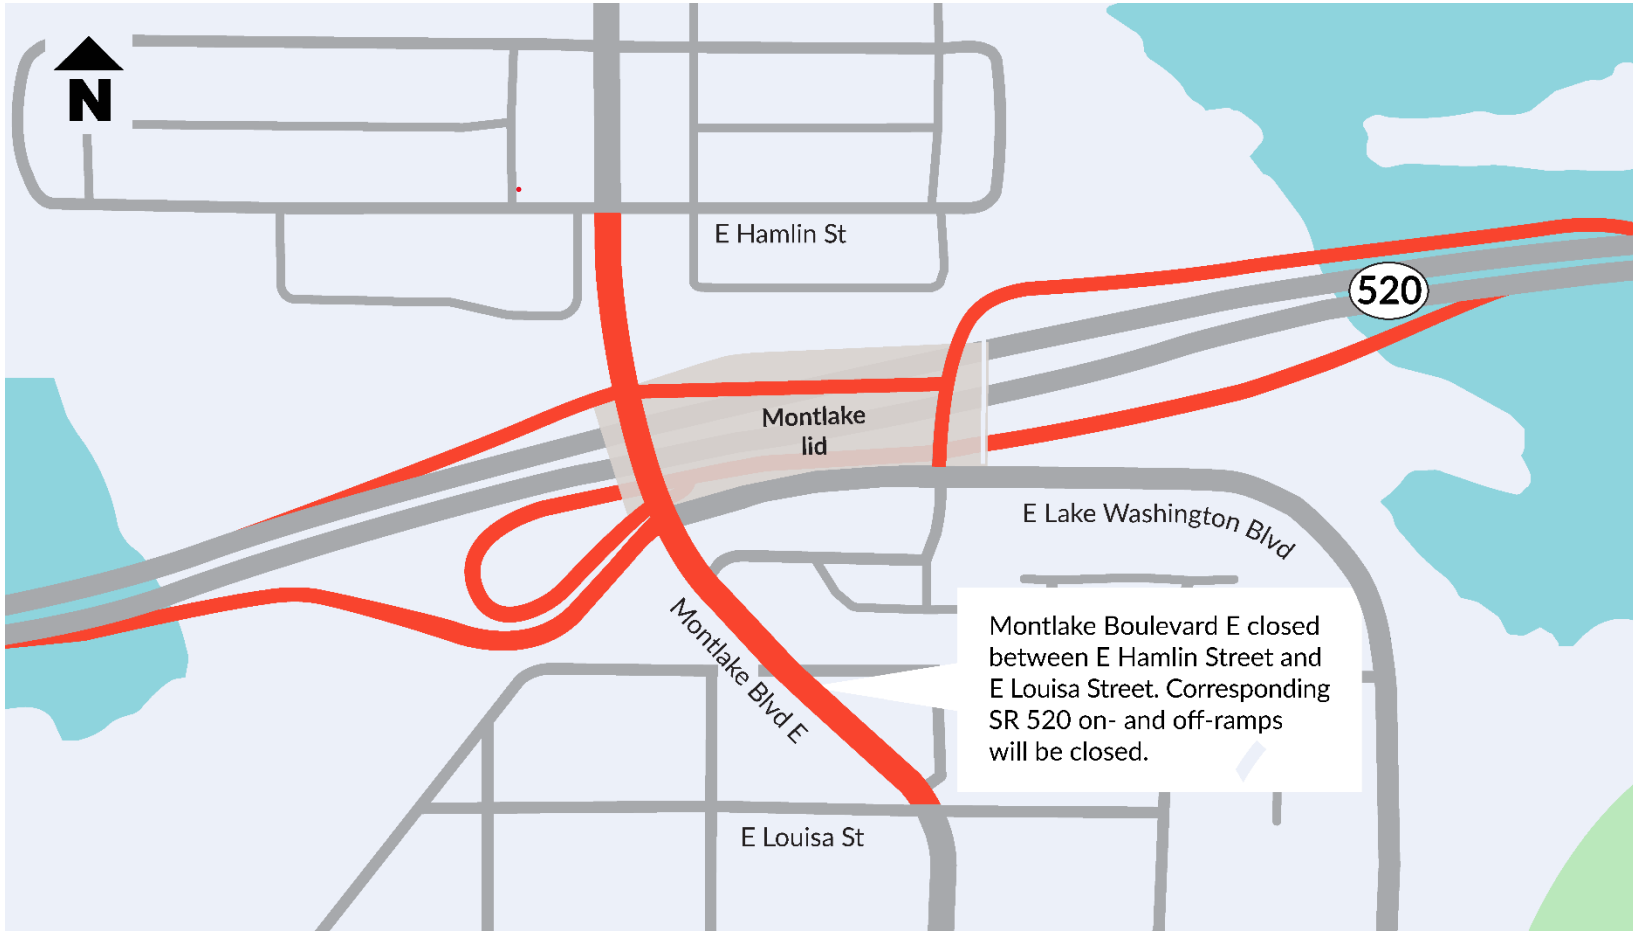 N
E Hamlin St
520
Montlake
lid
E Lake Washington Blvd
Montlake Blvd E
Montlake Boulevard E closed
between E Hamlin Street and
E Louisa Street. Corresponding
SR 520 on- and off-ramps
will be closed.
E Louisa St